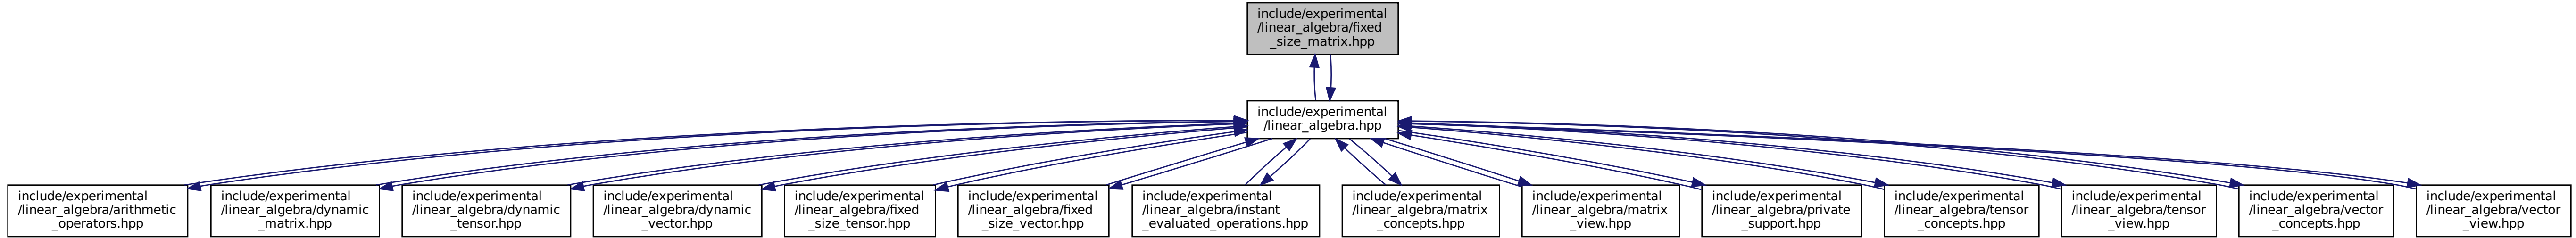 include/experimental
/linear_algebra/fixed
_size_matrix.hpp
include/experimental
/linear_algebra.hpp
include/experimental
/linear_algebra/arithmetic
_operators.hpp
include/experimental
/linear_algebra/dynamic
_matrix.hpp
include/experimental
/linear_algebra/dynamic
_tensor.hpp
include/experimental
/linear_algebra/dynamic
_vector.hpp
include/experimental
/linear_algebra/fixed
_size_tensor.hpp
include/experimental
/linear_algebra/fixed
_size_vector.hpp
include/experimental
/linear_algebra/instant
_evaluated_operations.hpp
include/experimental
/linear_algebra/matrix
_concepts.hpp
include/experimental
/linear_algebra/matrix
_view.hpp
include/experimental
/linear_algebra/private
_support.hpp
include/experimental
/linear_algebra/tensor
_concepts.hpp
include/experimental
/linear_algebra/tensor
_view.hpp
include/experimental
/linear_algebra/vector
_concepts.hpp
include/experimental
/linear_algebra/vector
_view.hpp